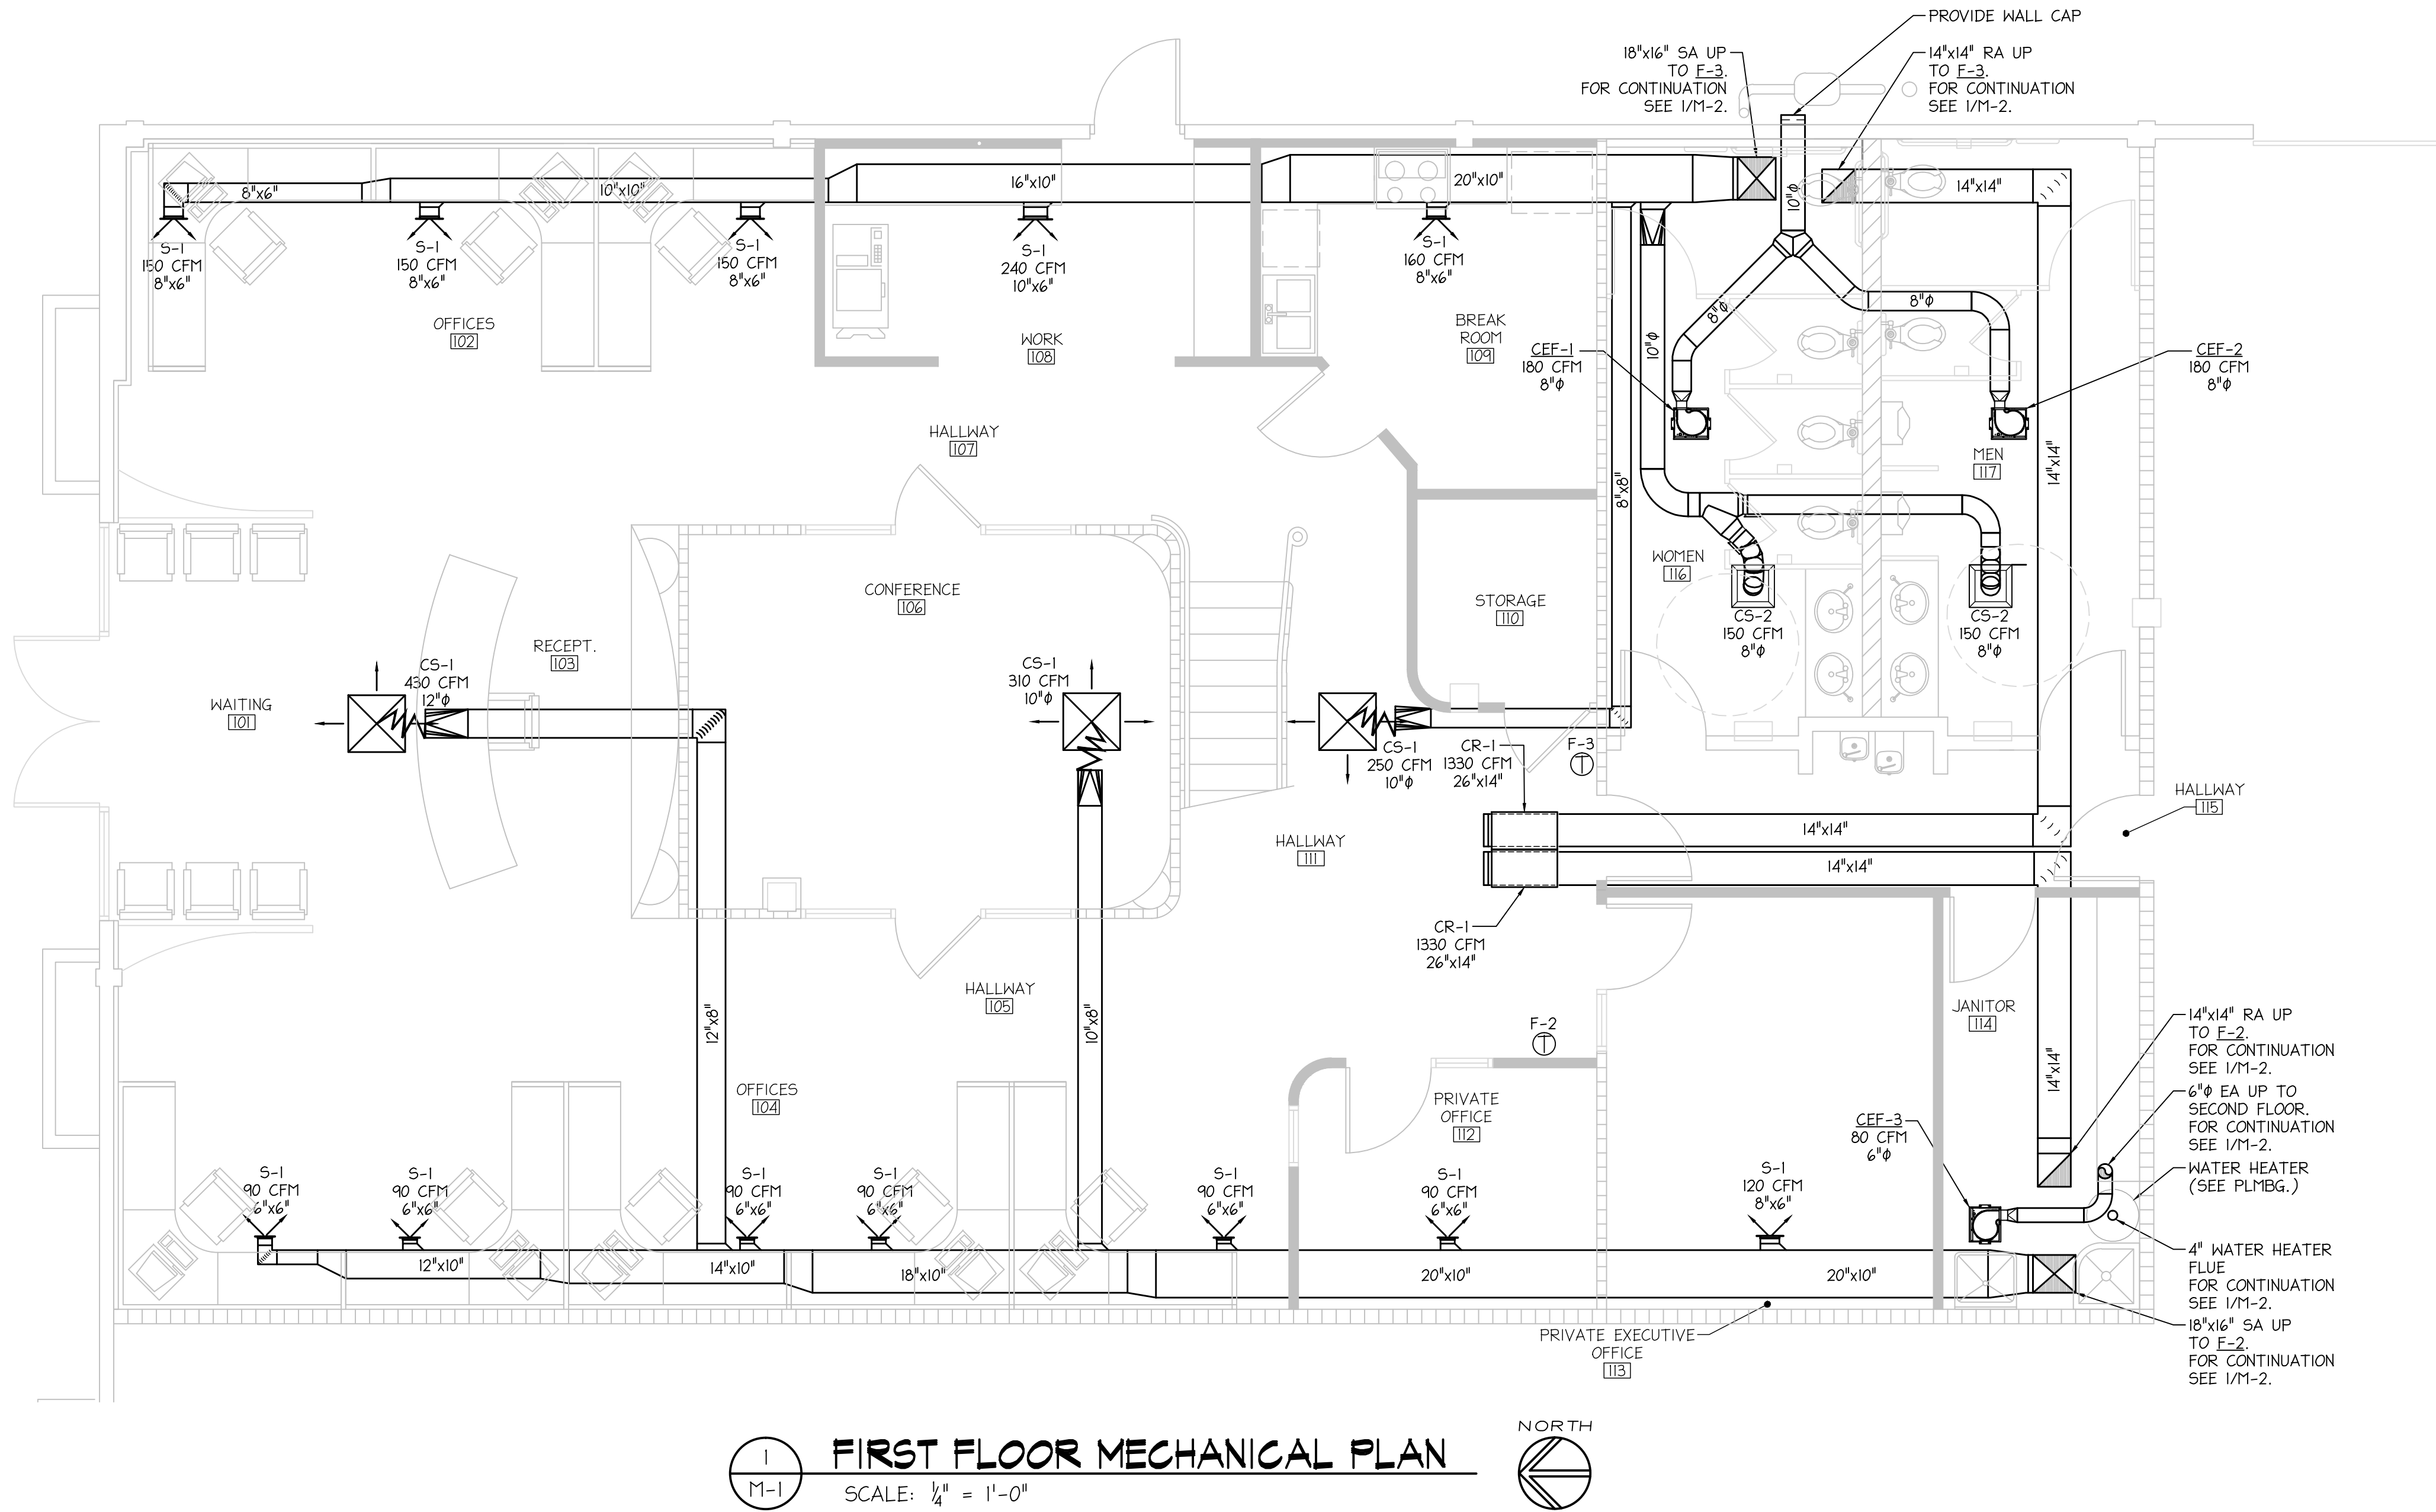 PROVIDE WALL CAP
18"x16" SA UP
TO F-3.
FOR CONTINUATION
SEE 1/M-2.
14"x14" RA UP
TO F-3.
FOR CONTINUATION
SEE 1/M-2.
8"x6"
10"x10"
16"x10"
20"x10"
10"ϕ
14"x14"
S-1
150 CFM
8"x6"
S-1
150 CFM
8"x6"
S-1
150 CFM
8"x6"
S-1
240 CFM
10"x6"
S-1
160 CFM
8"x6"
OFFICES
102
WORK
108
BREAK
ROOM
109
8"ϕ
8"ϕ
10"ϕ
CEF-1
180 CFM
8"ϕ
CEF-2
180 CFM
8"ϕ
HALLWAY
107
MEN
117
14"x14"
8"x8"
CONFERENCE
106
STORAGE
110
WOMEN
116
CS-2
150 CFM
8"ϕ
CS-2
150 CFM
8"ϕ
RECEPT.
103
WAITING
101
CS-1
430 CFM
12"ϕ
CS-1
310 CFM
10"ϕ
CS-1
250 CFM
10"ϕ
CR-1
1330 CFM
26"x14"
F-3
T
HALLWAY
115
HALLWAY
111
14"x14"
14"x14"
CR-1
1330 CFM
26"x14"
HALLWAY
105
12"x8"
10"x8"
F-2
T
JANITOR
114
14"x14"
14"x14" RA UP
TO F-2.
FOR CONTINUATION
SEE 1/M-2.
6"ϕ EA UP TO
SECOND FLOOR.
FOR CONTINUATION
SEE 1/M-2.
WATER HEATER
(SEE PLMBG.)
OFFICES
104
PRIVATE
OFFICE
112
CEF-3
80 CFM
6"ϕ
S-1
90 CFM
6"x6"
S-1
90 CFM
6"x6"
S-1
90 CFM
6"x6"
S-1
90 CFM
6"x6"
S-1
90 CFM
6"x6"
S-1
90 CFM
6"x6"
S-1
120 CFM
8"x6"
12"x10"
14"x10"
18"x10"
20"x10"
20"x10"
4" WATER HEATER
FLUE
FOR CONTINUATION
SEE 1/M-2.
18"x16" SA UP
TO F-2.
FOR CONTINUATION
SEE 1/M-2.
PRIVATE EXECUTIVE
OFFICE
113
1
M-1
FIRST FLOOR MECHANICAL PLAN
SCALE: 1/4" = 1'-0"
NORTH